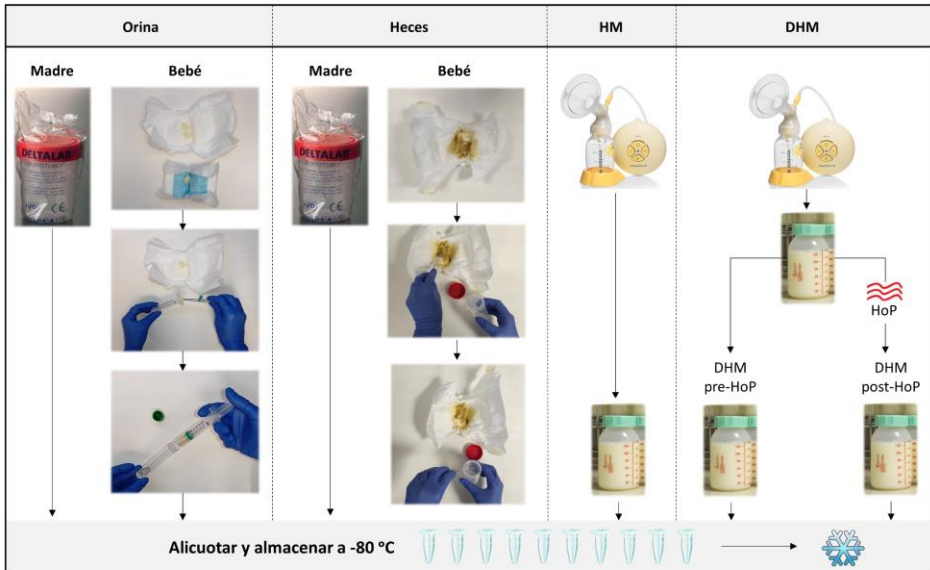 Orina
Heces
HM
DHM
Madre
Bebé
Madre
Bebé
DELTALAB
DELTALAB
HoP
DHM
pre-HoP
DHM
post-HoP
Alicuotar y almacenar a -80 ºC